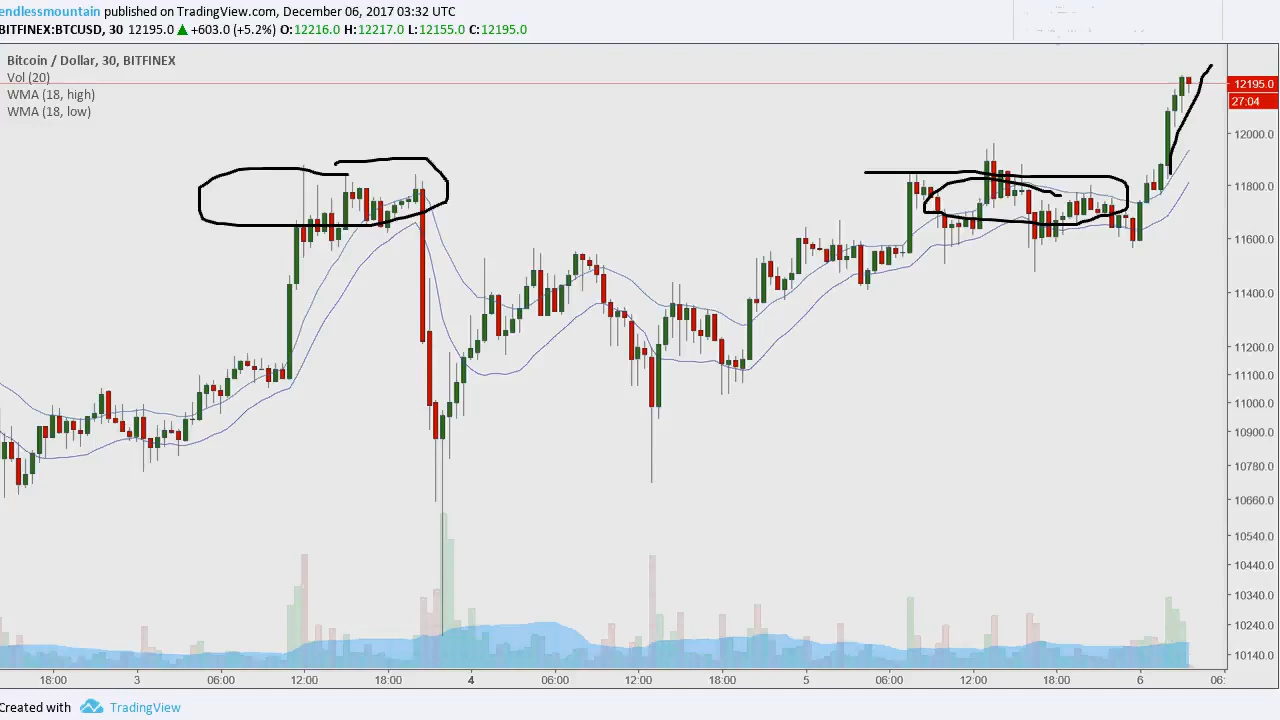 endlessmountain published on TradingView.com, December 06, 2017 03:32 UTC
BITFINEX:BTCUSD, 30 12195.0 ▲ +603.0 (+5.2%) O:12216.0 H:12217.0 L:12155.0 C:12195.0
Bitcoin / Dollar, 30, BITFINEX
Vol (20)
WMA (18, high)
WMA (18, low)
12195.0
27:04
12000.0
11800.0
11600.0
11400.0
11200.0
11100.0
11000.0
10900.0
10780.0
10660.0
10540.0
10440.0
10340.0
10240.0
10140.0
18:00 3 06:00 12:00 18:00 4 06:00 12:00 18:00 5 06:00 12:00 18:00 6 06:
Created with TradingView